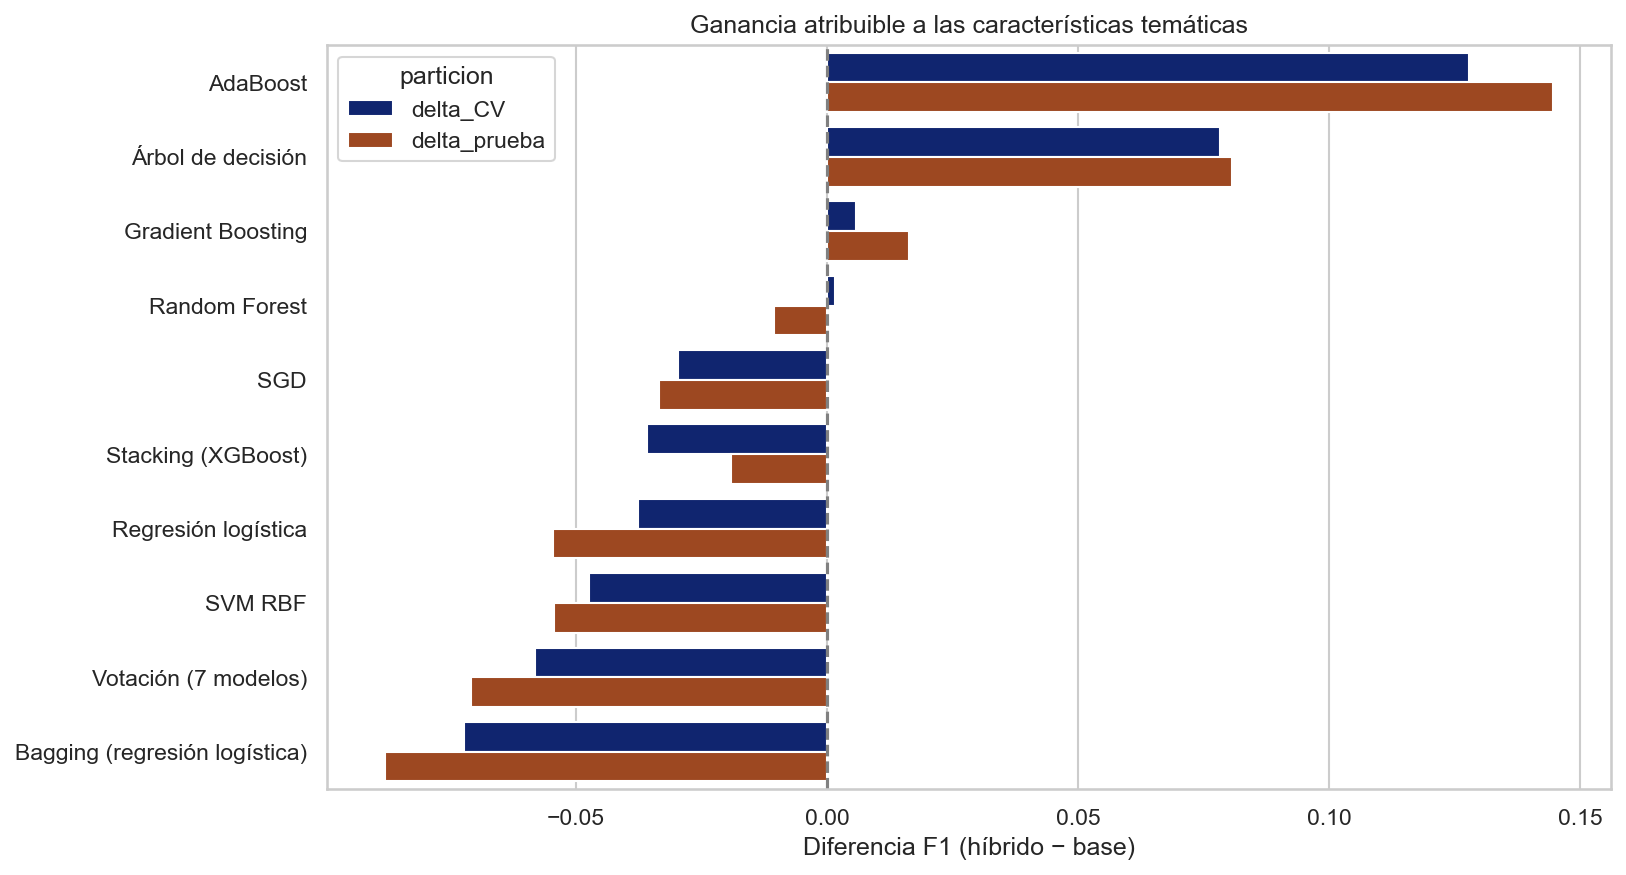 Ganancia atribuible a las características temáticas
particion
delta_CV
delta_prueba
AdaBoost
Árbol de decisión
Gradient Boosting
Random Forest
SGD
Stacking (XGBoost)
Regresión logística
SVM RBF
Votación (7 modelos)
Bagging (regresión logística)
−0.05 0.00 0.05 0.10 0.15
Diferencia F1 (híbrido − base)